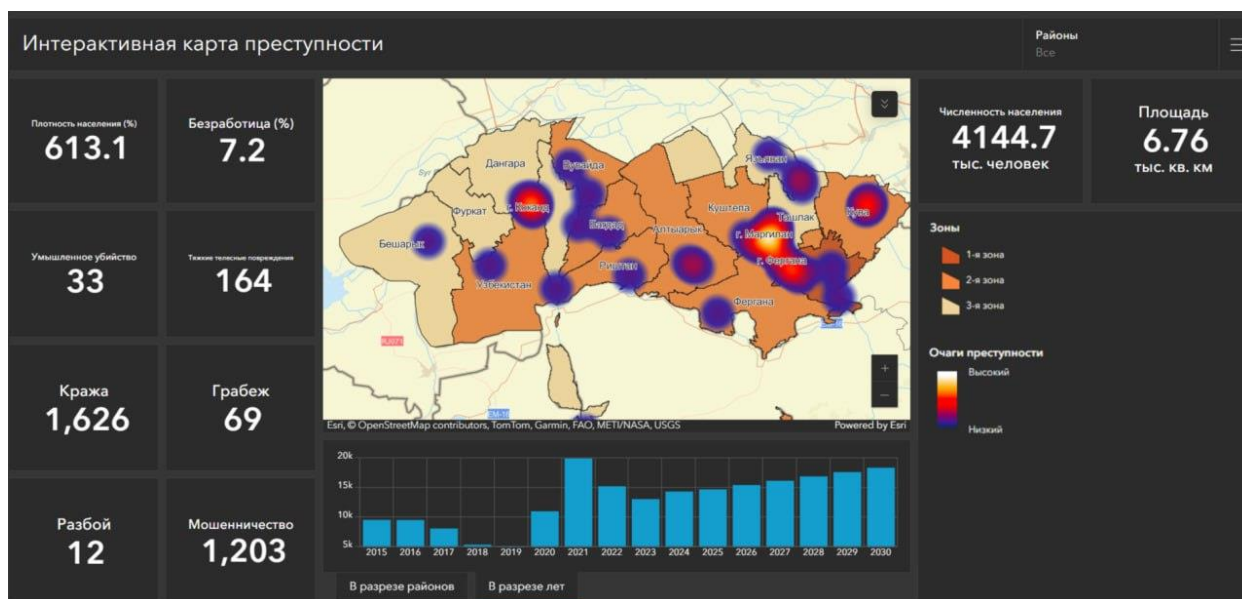 Интерактивная карта преступности
Районы
Все
Плотность населения (%)
613.1
Безработица (%)
7.2
Умышленное убийство
33
Тяжкие телесные повреждения
164
Кража
1,626
Грабеж
69
Разбой
12
Мошенничество
1,203
Дангара
Бувайда
Язъяван
Фуркат
г. Коканд
Багдад
Куштепа
Ташлак
Кува
Бешарык
Алтыарык
г. Маргилан
г. Фергана
Узбекистан
Риштан
Фергана
+
−
Esri, © OpenStreetMap contributors, TomTom, Garmin, FAO, METI/NASA, USGS
Powered by Esri
20k
15k
10k
5k
2015 2016 2017 2018 2019 2020 2021 2022 2023 2024 2025 2026 2027 2028 2029 2030
В разрезе районов
В разрезе лет
Численность населения
4144.7
тыс. человек
Площадь
6.76
тыс. кв. км
Зоны
1-я зона
2-я зона
3-я зона
Очаги преступности
Высокий
Низкий